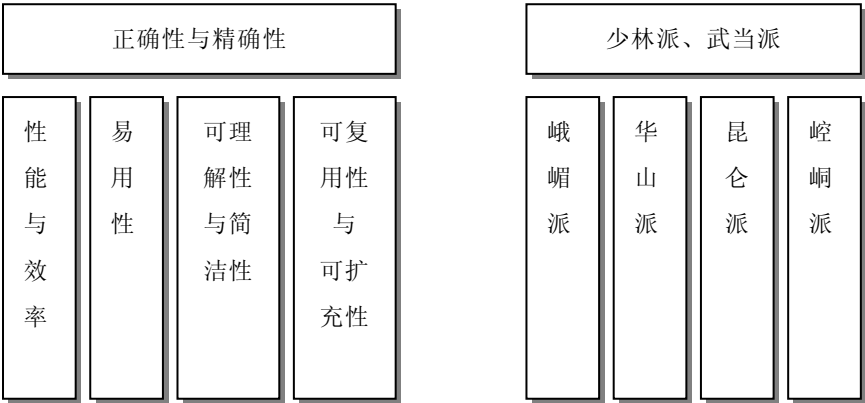 正确性与精确性
性
能
与
效
率
易
用
性
可理
解性
与简
洁性
可复
用性
与
可扩
充性
少林派、武当派
峨
嵋
派
华
山
派
昆
仑
派
崆
峒
派